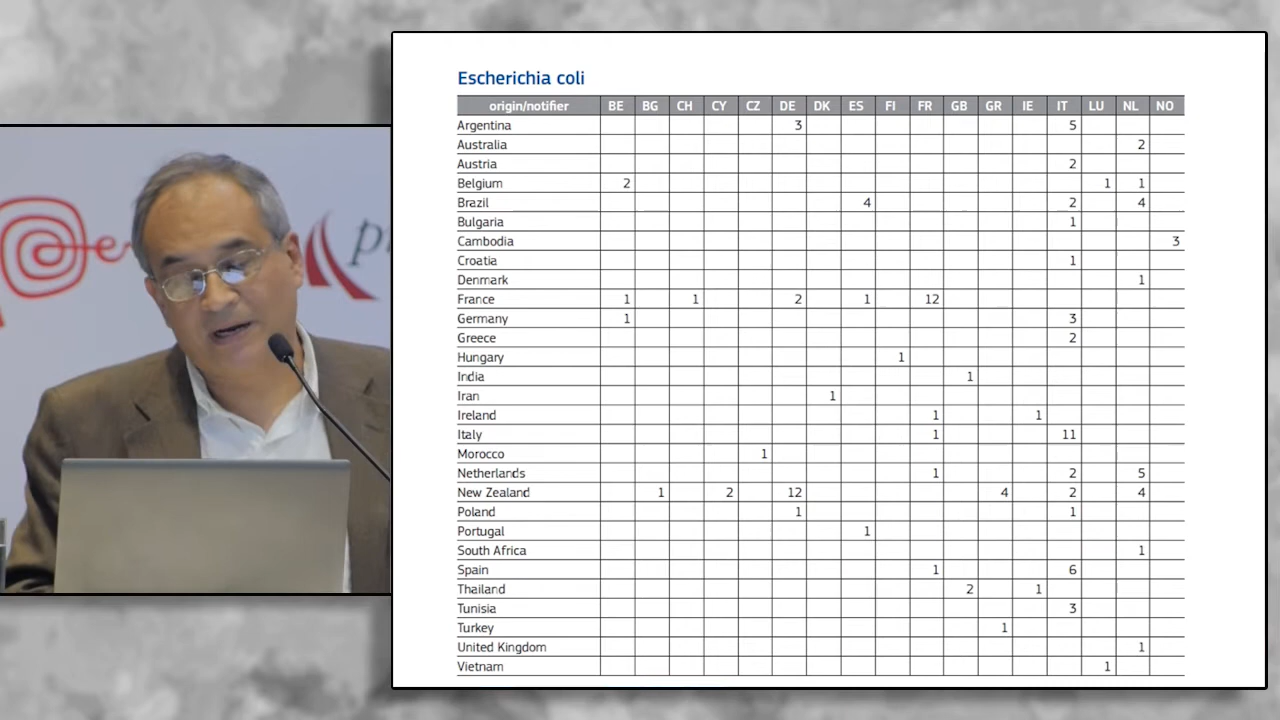 Escherichia coli
origin/notifier BE BG CH CY CZ DE DK ES FI FR GB GR IE IT LU NL NO
Argentina 3 5
Australia 2
Austria 2
Belgium 2 1 1
Brazil 4 2 4
Bulgaria 1
Cambodia 3
Croatia 1
Denmark 1
France 1 1 2 1 12
Germany 1 3
Greece 2
Hungary 1
India 1
Iran 1
Ireland 1 1
Italy 1 11
Morocco 1
Netherlands 1 2 5
New Zealand 1 2 12 4 2 4
Poland 1 1
Portugal 1
South Africa 1
Spain 1 6
Thailand 2 1
Tunisia 3
Turkey 1
United Kingdom 1
Vietnam 1